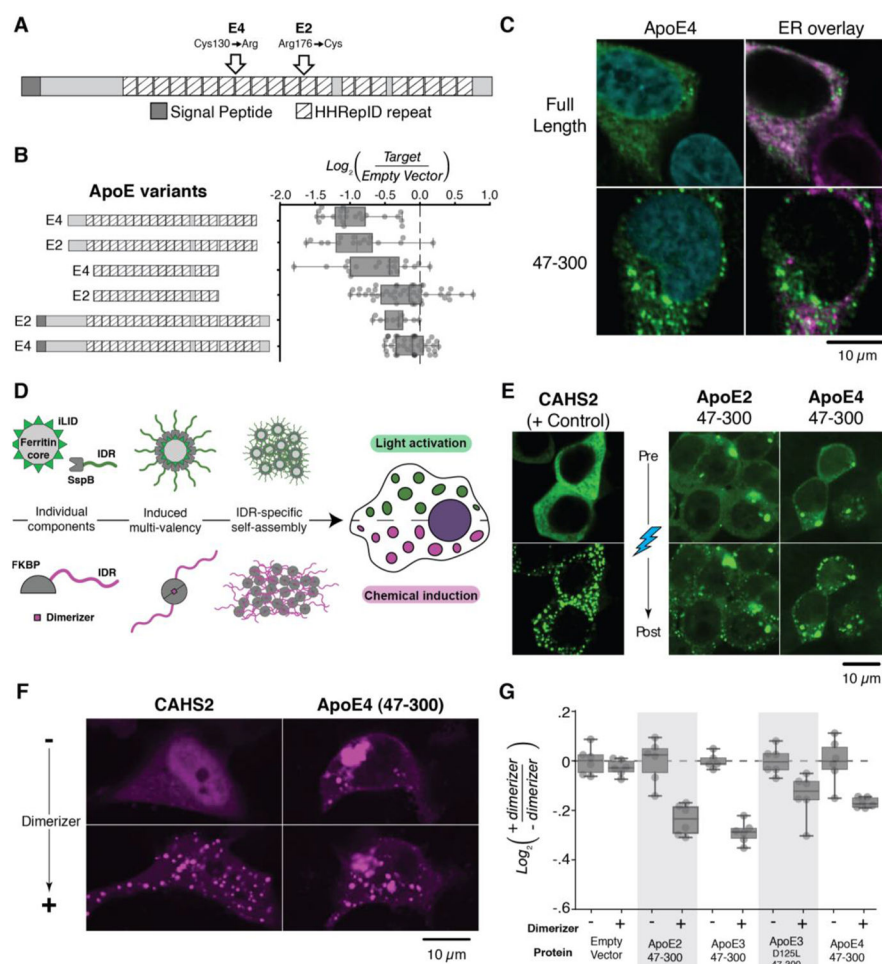 A
E4
Cys130→Arg
E2
Arg176→Cys
Signal Peptide
HHRepID repeat
B
ApoE variants
Log2(Target/Empty Vector)
-2.0 -1.5 -1.0 -0.5 0.0 0.5 1.0
E4
E2
E4
E2
E2
E4
C
ApoE4
ER overlay
Full
Length
47-300
10 µm
D
iLID
Ferritin
core
IDR
SspB
Individual
components
Induced
multi-valency
IDR-specific
self-assembly
FKBP
IDR
Dimerizer
Light activation
Chemical induction
E
CAHS2
(+ Control)
ApoE2
47-300
ApoE4
47-300
Pre
Post
10 µm
F
CAHS2
ApoE4 (47-300)
-
Dimerizer
+
10 µm
G
Log2(+ dimerizer/- dimerizer)
.2
0
-.2
-.4
-.6
Dimerizer - + - + - + - + - +
Protein
Empty
Vector
ApoE2
47-300
ApoE3
47-300
ApoE3
D125L
47-300
ApoE4
47-300